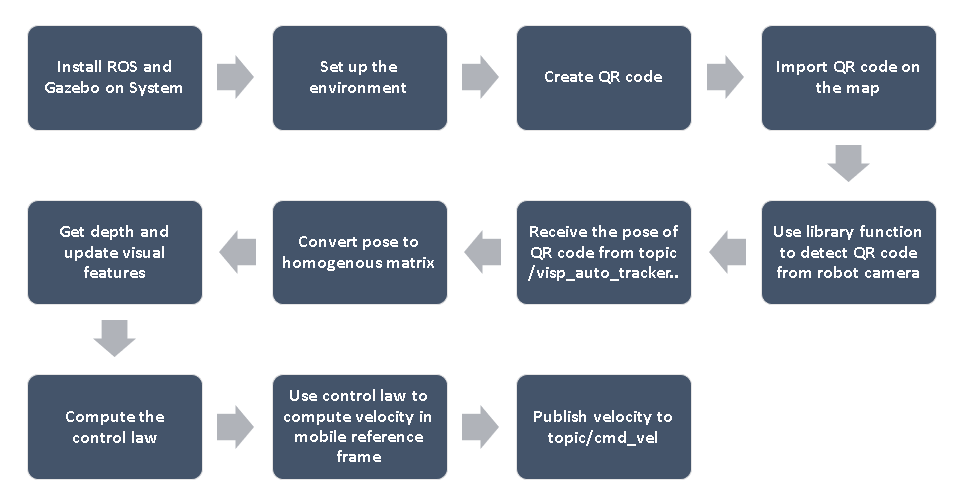 Install ROS and
Gazebo on System
Set up the
environment
Create QR code
Import QR code on
the map
Use library function
to detect QR code
from robot camera
Receive the pose of
QR code from topic
/visp_auto_tracker..
Convert pose to
homogenous matrix
Get depth and
update visual
features
Compute the
control law
Use control law to
compute velocity in
mobile reference
frame
Publish velocity to
topic/cmd_vel